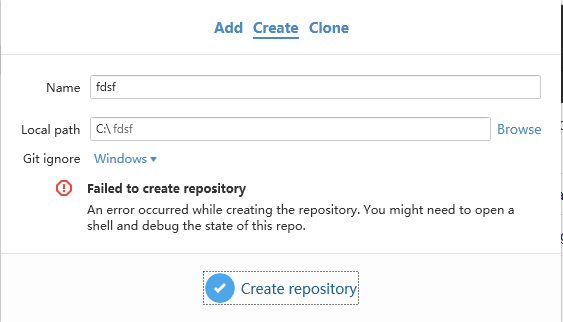 Add Create Clone
Name fdsf
Local path C:\ fdsf Browse
Git ignore Windows
Failed to create repository
An error occurred while creating the repository. You might need to open a
shell and debug the state of this repo.
Create repository